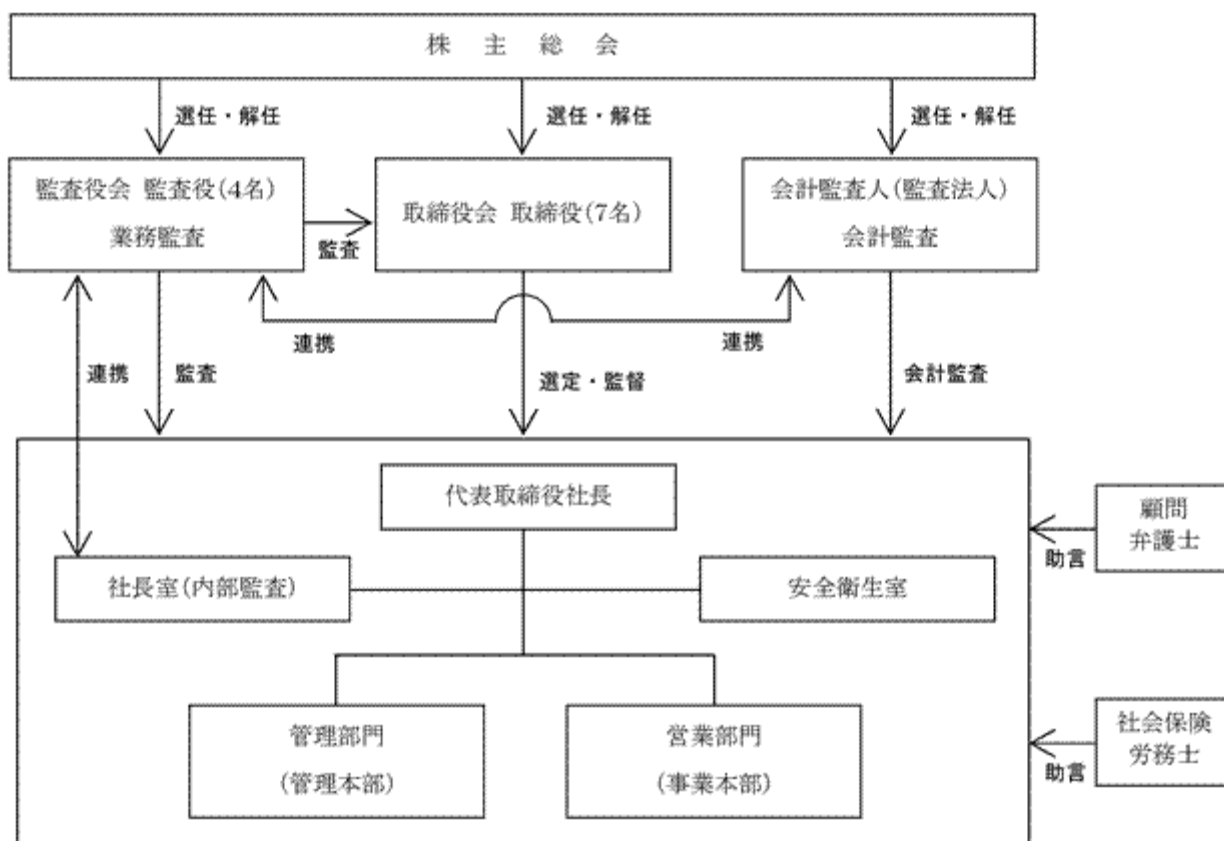 株主総会
選任・解任
選任・解任
選任・解任
監査役会 監査役(4名)
業務監査
監査
取締役会 取締役(7名)
会計監査人(監査法人)
会計監査
連携
連携
連携
監査
選定・監督
会計監査
代表取締役社長
社長室(内部監査)
安全衛生室
管理部門
(管理本部)
営業部門
(事業本部)
顧問
弁護士
助言
社会保険
労務士
助言